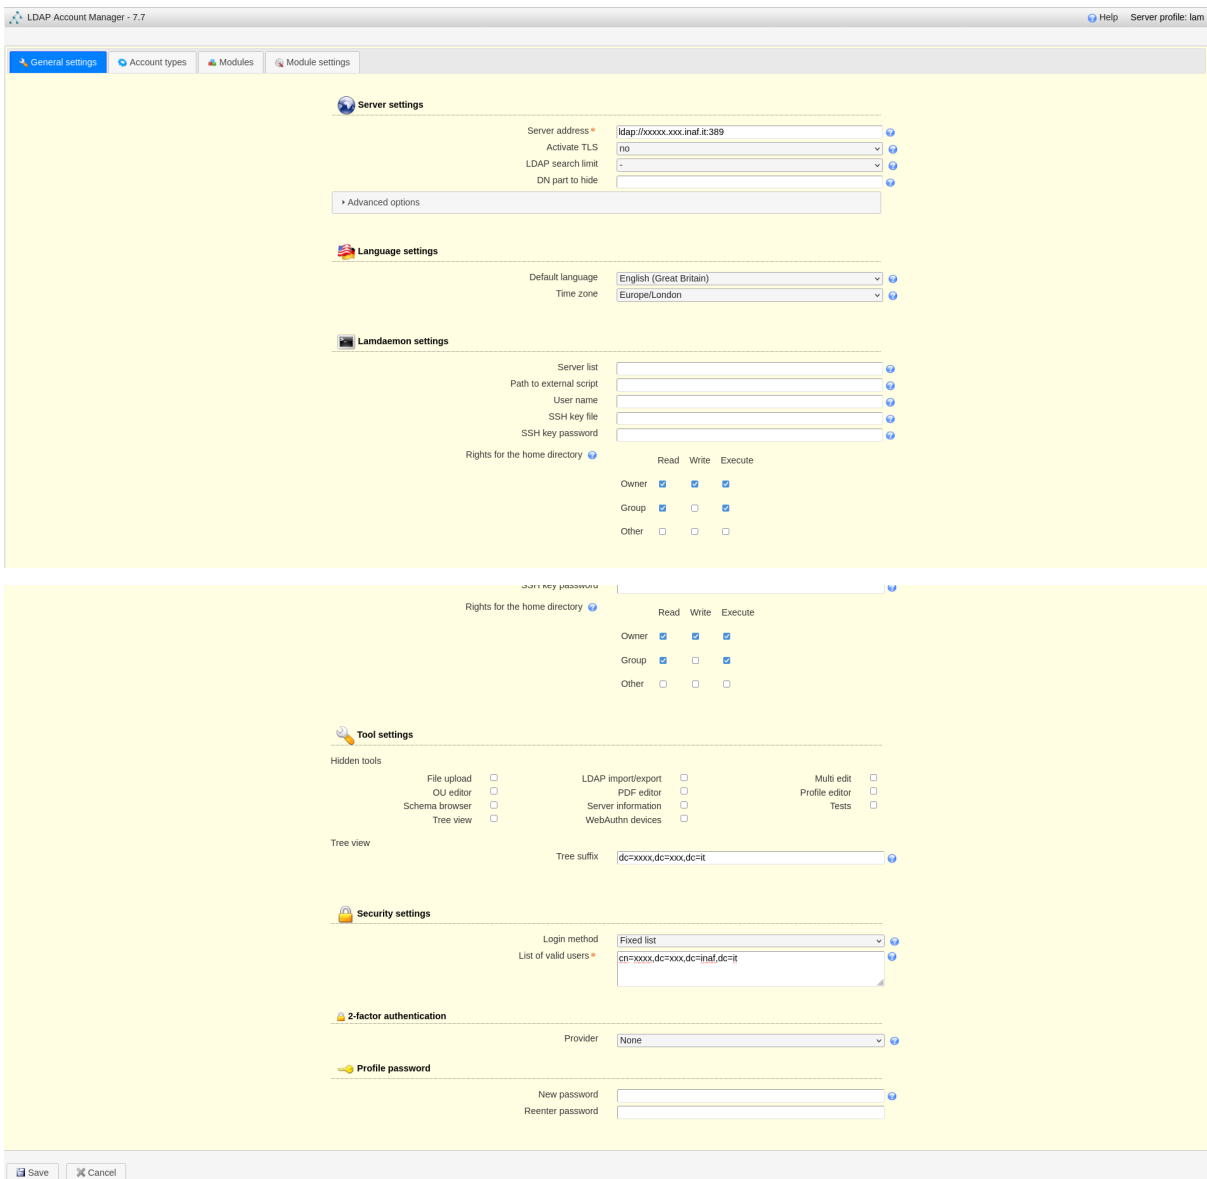 LDAP Account Manager - 7.7
Help Server profile: lam
General settings Account types Modules Module settings
Server settings
Server address * ldap://xxxxx.xxx.inaf.it:389
Activate TLS no
LDAP search limit -
DN part to hide
Advanced options
Language settings
Default language English (Great Britain)
Time zone Europe/London
Lamdaemon settings
Server list
Path to external script
User name
SSH key file
SSH key password
Rights for the home directory
Read Write Execute
Owner
Group
Other
SSH key password
Rights for the home directory
Read Write Execute
Owner
Group
Other
Tool settings
Hidden tools
File upload LDAP import/export Multi edit
OU editor PDF editor Profile editor
Schema browser Server information Tests
Tree view WebAuthn devices
Tree view
Tree suffix dc=xxxx,dc=xxx,dc=it
Security settings
Login method Fixed list
List of valid users * cn=xxxx,dc=xxx,dc=inaf,dc=it
2-factor authentication
Provider None
Profile password
New password
Reenter password
Save Cancel